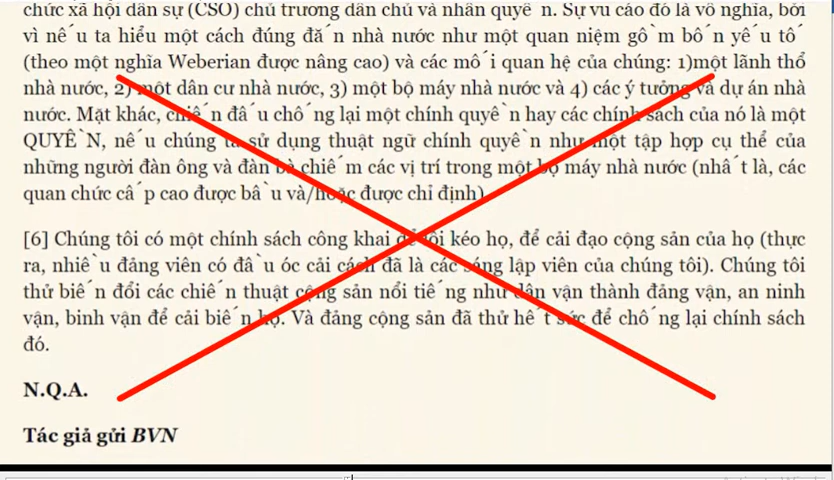 chức xã hội dân sự (CSO) chủ trương dân chủ và nhân quyề n. Sự vu cáo đó là vô nghĩa, bởi
vì nế u ta hiểu một cách đúng đắ n nhà nước như một quan niệm gồ m bố n yế u tố
(theo một nghĩa Weberian được nâng cao) và các mố i quan hệ của chúng: 1)một lãnh thổ
nhà nước, 2) một dân cư nhà nước, 3) một bộ máy nhà nước và 4) các ý tưởng và dự án nhà
nước. Mặt khác, chiế n đấ u chố ng lại một chính quyề n hay các chính sách của nó là một
QUYỀ N, nế u chúng ta sử dụng thuật ngữ chính quyề n như một tập hợp cụ thể của
những người đàn ông và đàn bà chiế m các vị trí trong một bộ máy nhà nước (nhấ t là, các
quan chức cấ p cao được bầ u và/hoặc được chỉ định)
[6] Chúng tôi có một chính sách công khai để lôi kéo họ, để cải đạo cộng sản của họ (thực
ra, nhiề u đảng viên có đầ u óc cải cách đã là các sáng lập viên của chúng tôi). Chúng tôi
thử biế n đổi các chiế n thuật cộng sản nổi tiế ng như dân vận thành đảng vận, an ninh
vận, binh vận để cải biế n họ. Và đảng cộng sản đã thử hế t sức để chố ng lại chính sách
đó.
N.Q.A.
Tác giả gửi BVN